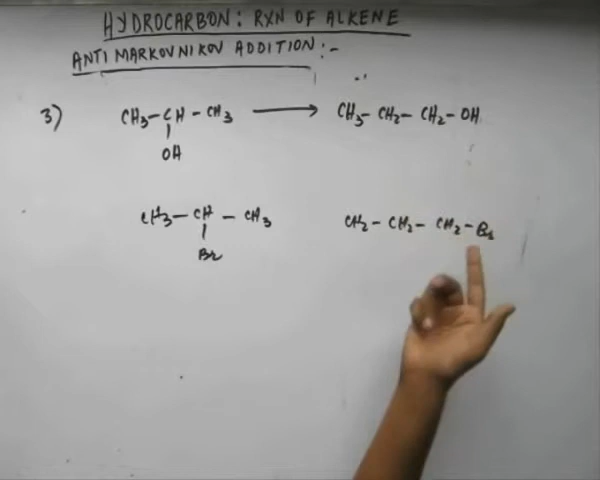 HYDROCARBON: RXN OF ALKENE
ANTI MARKOVNIKOV ADDITION:-
3) CH3-CH-CH3 → CH3-CH2-CH2-OH
OH
CH3-CH-CH3 CH2-CH2-CH2-Br
Br